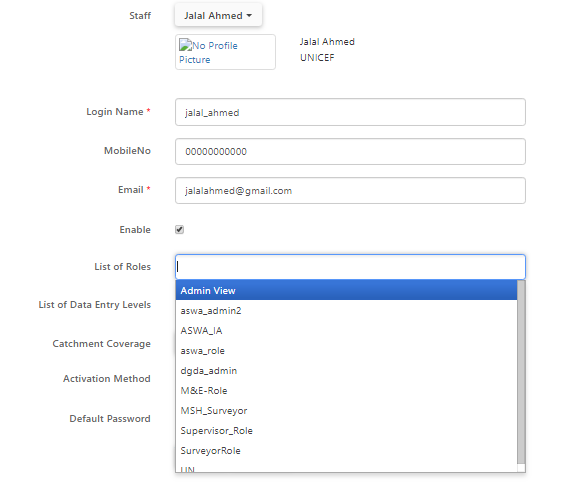 Staff
Jalal Ahmed
No Profile
Picture
Jalal Ahmed
UNICEF
Login Name *
jalal_ahmed
MobileNo
00000000000
Email *
jalalahmed@gmail.com
Enable
List of Roles
Admin View
List of Data Entry Levels
aswa_admin2
ASWA_IA
Catchment Coverage
aswa_role
dgda_admin
Activation Method
M&E-Role
MSH_Surveyor
Default Password
Supervisor_Role
SurveyorRole
UN